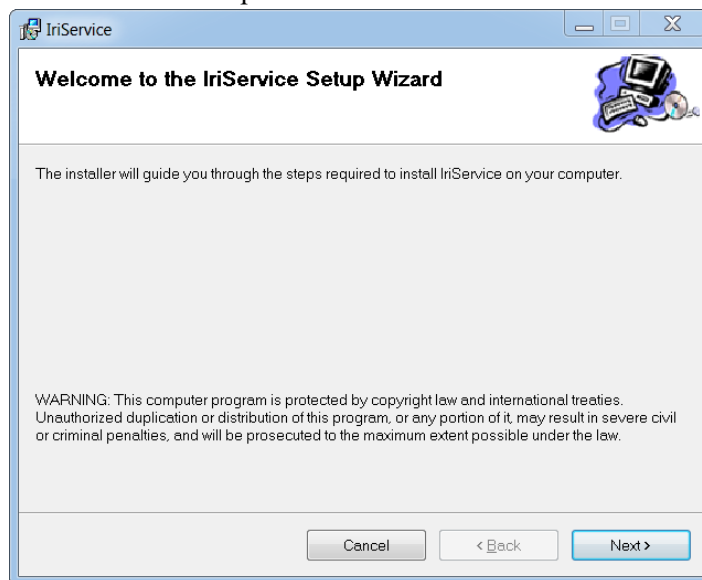 IriService
Welcome to the IriService Setup Wizard
The installer will guide you through the steps required to install IriService on your computer.
WARNING: This computer program is protected by copyright law and international treaties.
Unauthorized duplication or distribution of this program, or any portion of it, may result in severe civil
or criminal penalties, and will be prosecuted to the maximum extent possible under the law.
Cancel
< Back
Next >